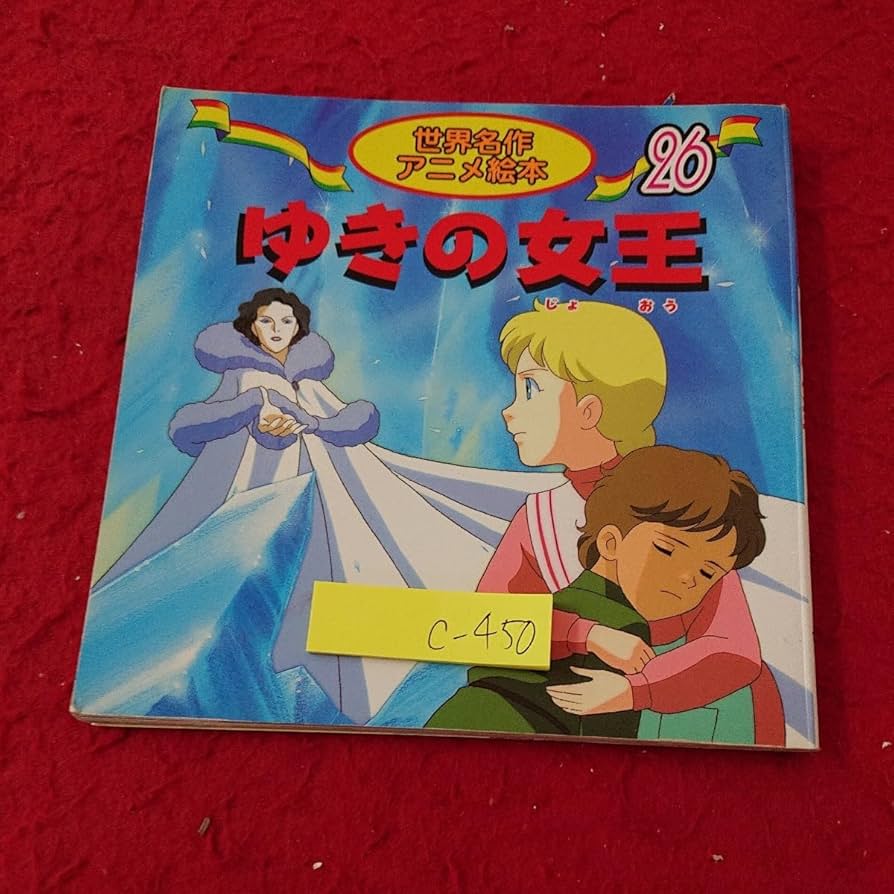 世界名作
アニメ絵本
26
ゆきの女王
じょ おう
c-450